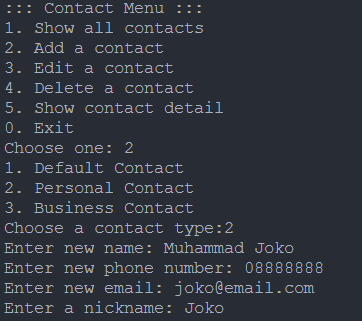 ::: Contact Menu :::
1. Show all contacts
2. Add a contact
3. Edit a contact
4. Delete a contact
5. Show contact detail
0. Exit
Choose one: 2
1. Default Contact
2. Personal Contact
3. Business Contact
Choose a contact type:2
Enter new name: Muhammad Joko
Enter new phone number: 08888888
Enter new email: joko@email.com
Enter a nickname: Joko